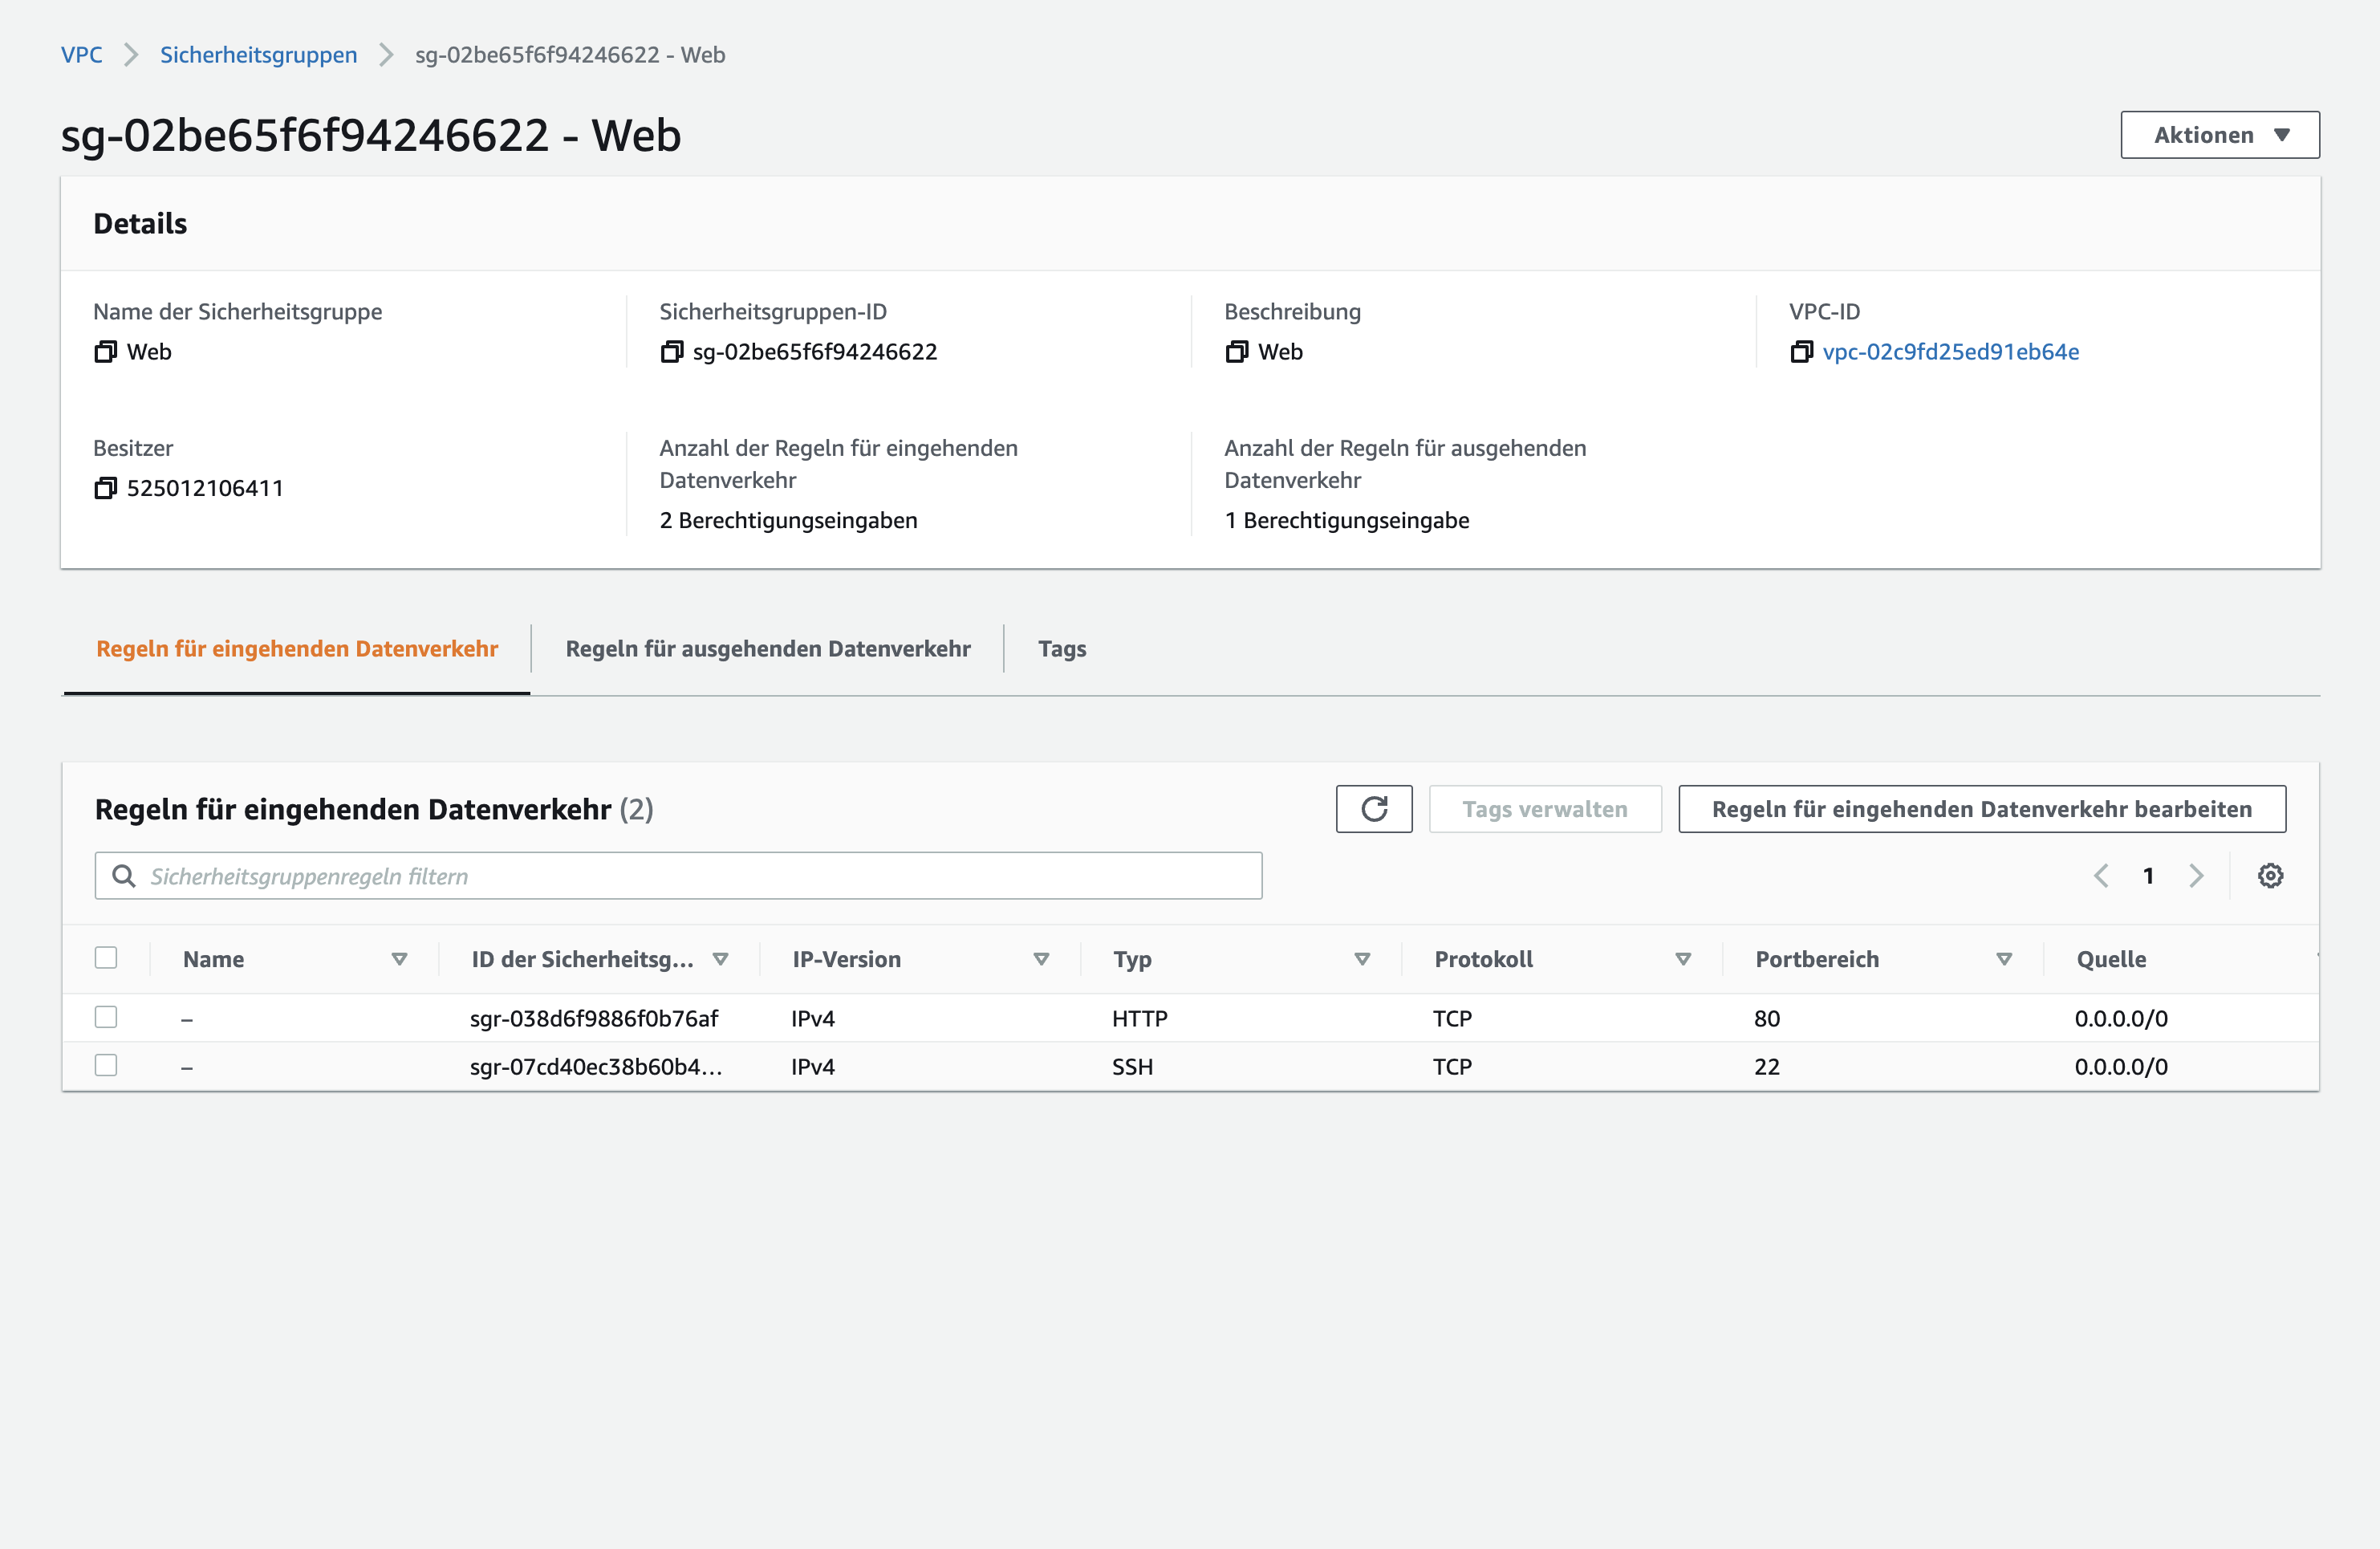 VPC > Sicherheitsgruppen > sg-02be65f6f94246622 - Web
sg-02be65f6f94246622 - Web
Aktionen
Details
Name der Sicherheitsgruppe
Web
Sicherheitsgruppen-ID
sg-02be65f6f94246622
Beschreibung
Web
VPC-ID
vpc-02c9fd25ed91eb64e
Besitzer
525012106411
Anzahl der Regeln für eingehenden
Datenverkehr
2 Berechtigungseingaben
Anzahl der Regeln für ausgehenden
Datenverkehr
1 Berechtigungseingabe
Regeln für eingehenden Datenverkehr
Regeln für ausgehenden Datenverkehr
Tags
Regeln für eingehenden Datenverkehr (2)
Tags verwalten
Regeln für eingehenden Datenverkehr bearbeiten
Sicherheitsgruppenregeln filtern
1
Name ID der Sicherheitsg... IP-Version Typ Protokoll Portbereich Quelle
– sgr-038d6f9886f0b76af IPv4 HTTP TCP 80 0.0.0.0/0
– sgr-07cd40ec38b60b4... IPv4 SSH TCP 22 0.0.0.0/0